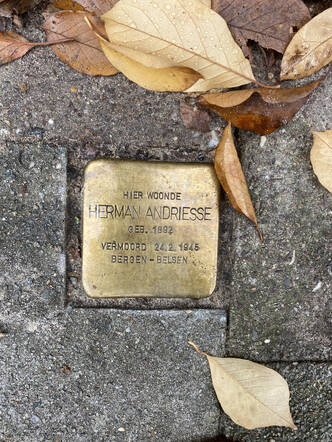 HIER WOONDE
HERMAN ANDRIESSE
GEB. 1892
VERMOORD 24.2.1945
BERGEN - BELSEN